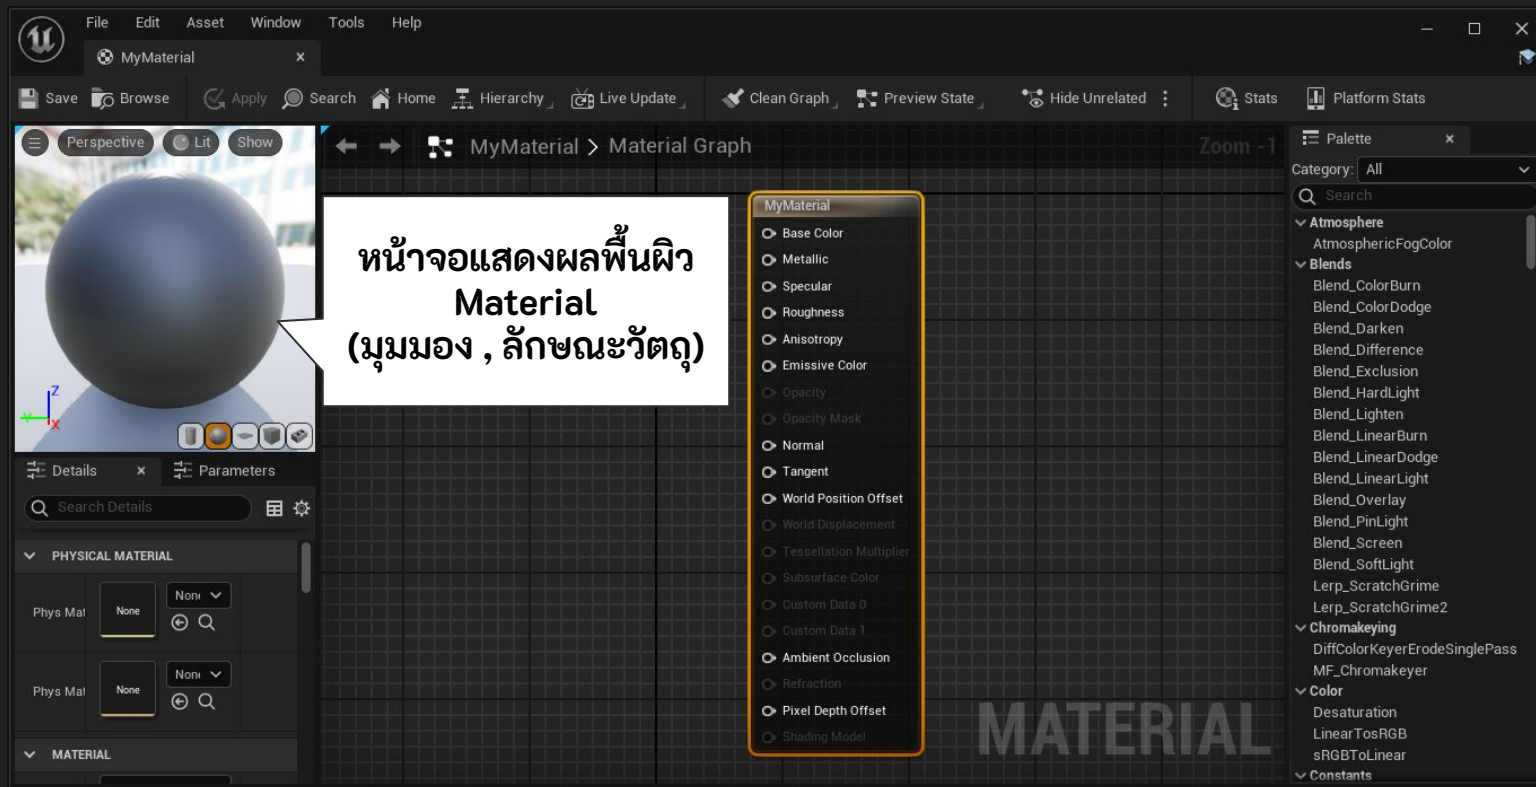 File Edit Asset Window Tools Help
MyMaterial
Save Browse Apply Search Home Hierarchy Live Update Clean Graph Preview State Hide Unrelated Stats Platform Stats
Perspective Lit Show
MyMaterial > Material Graph
Zoom -1
หน้าจอแสดงผลพื้นผิว
Material
(มุมมอง , ลักษณะวัตถุ)
Z
Y
X
Details Parameters
Search Details
PHYSICAL MATERIAL
Phys Mat None None
Phys Mat None None
MATERIAL
MyMaterial
Base Color
Metallic
Specular
Roughness
Anisotropy
Emissive Color
Opacity
Opacity Mask
Normal
Tangent
World Position Offset
World Displacement
Tessellation Multiplier
Subsurface Color
Custom Data 0
Custom Data 1
Ambient Occlusion
Refraction
Pixel Depth Offset
Shading Model
MATERIAL
Palette
Category: All
Search
Atmosphere
AtmosphericFogColor
Blends
Blend_ColorBurn
Blend_ColorDodge
Blend_Darken
Blend_Difference
Blend_Exclusion
Blend_HardLight
Blend_Lighten
Blend_LinearBurn
Blend_LinearDodge
Blend_LinearLight
Blend_Overlay
Blend_PinLight
Blend_Screen
Blend_SoftLight
Lerp_ScratchGrime
Lerp_ScratchGrime2
Chromakeying
DiffColorKeyerErodeSinglePass
MF_Chromakeyer
Color
Desaturation
LinearTosRGB
sRGBToLinear
Constants